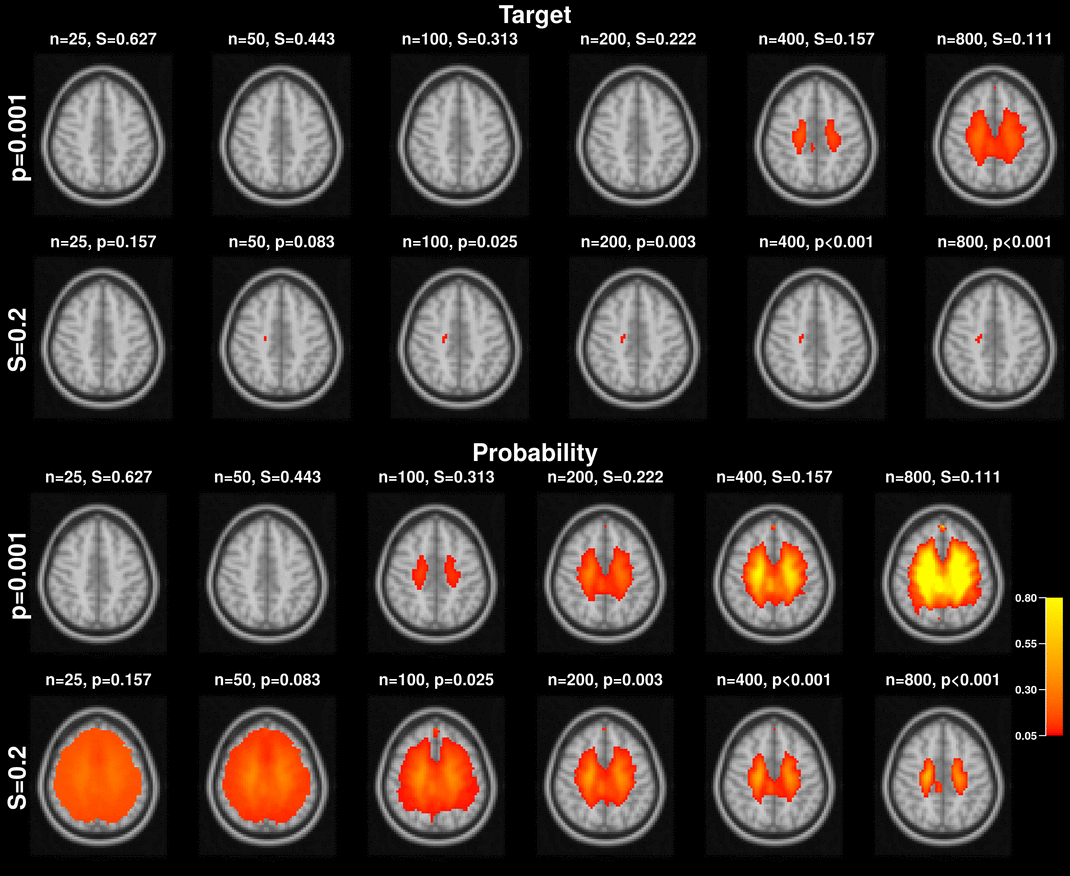 Target
n=25, S=0.627 n=50, S=0.443 n=100, S=0.313 n=200, S=0.222 n=400, S=0.157 n=800, S=0.111
p=0.001
n=25, p=0.157 n=50, p=0.083 n=100, p=0.025 n=200, p=0.003 n=400, p<0.001 n=800, p<0.001
S=0.2
Probability
n=25, S=0.627 n=50, S=0.443 n=100, S=0.313 n=200, S=0.222 n=400, S=0.157 n=800, S=0.111
p=0.001
0.80
0.55
0.30
0.05
n=25, p=0.157 n=50, p=0.083 n=100, p=0.025 n=200, p=0.003 n=400, p<0.001 n=800, p<0.001
S=0.2